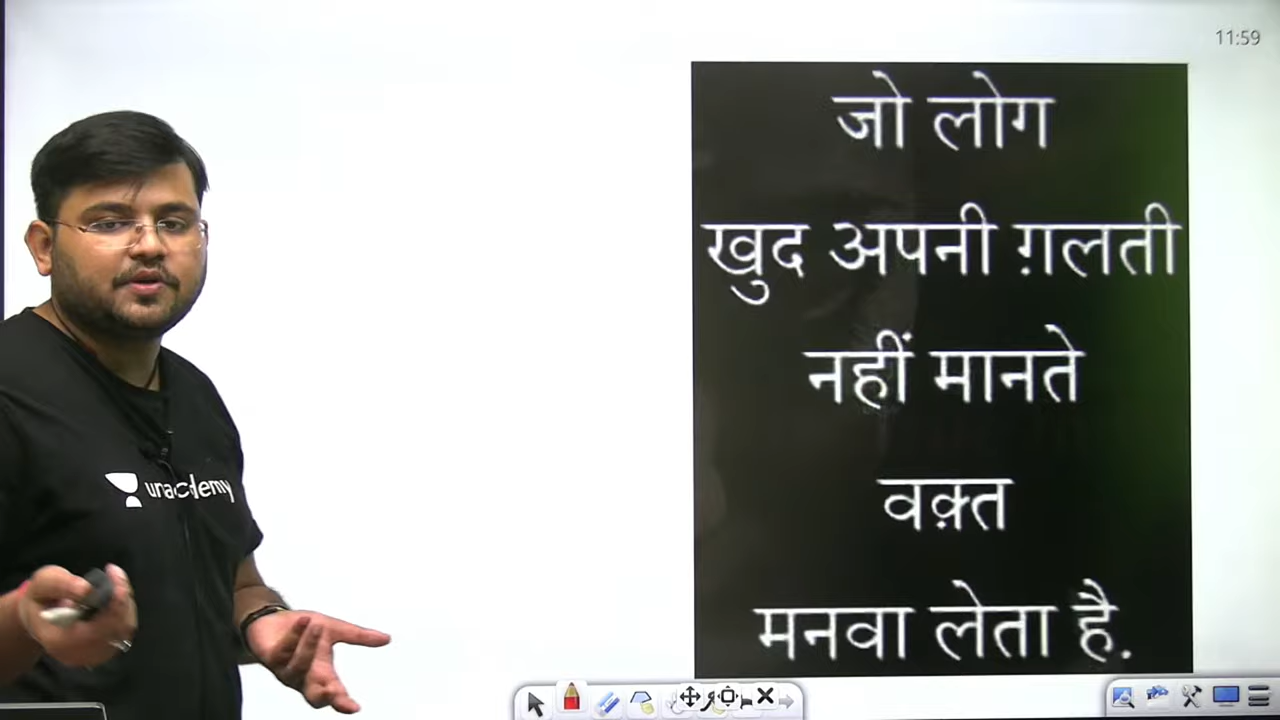 11:59
जो लोग
खुद अपनी ग़लती
नहीं मानते
वक़्त
मनवा लेता है.
unacademy